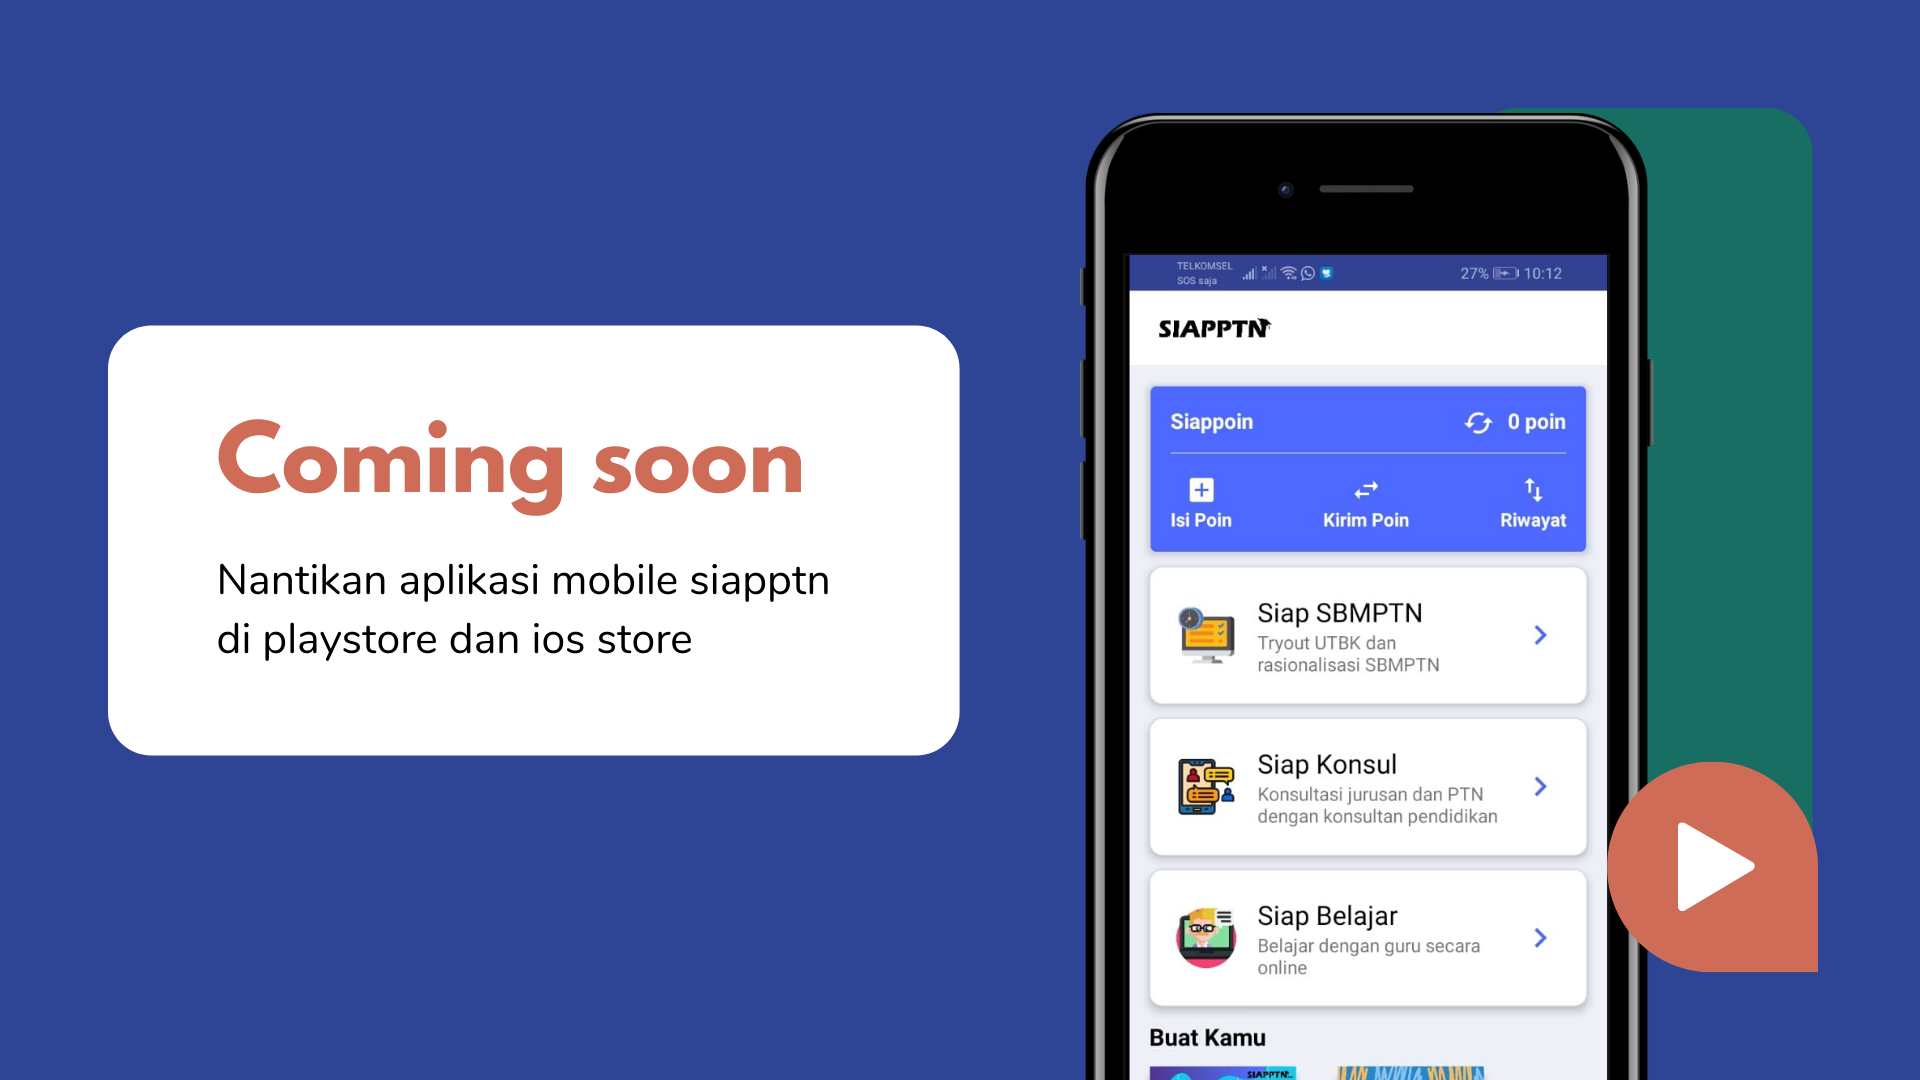 Coming soon
Nantikan aplikasi mobile siapptn
di playstore dan ios store
TELKOMSEL
SOS saja
27% 10:12
SIAPPTN
Siappoin 0 poin
Isi Poin Kirim Poin Riwayat
Siap SBMPTN
Tryout UTBK dan
rasionalisasi SBMPTN
Siap Konsul
Konsultasi jurusan dan PTN
dengan konsultan pendidikan
Siap Belajar
Belajar dengan guru secara
online
Buat Kamu
SIAPPTN